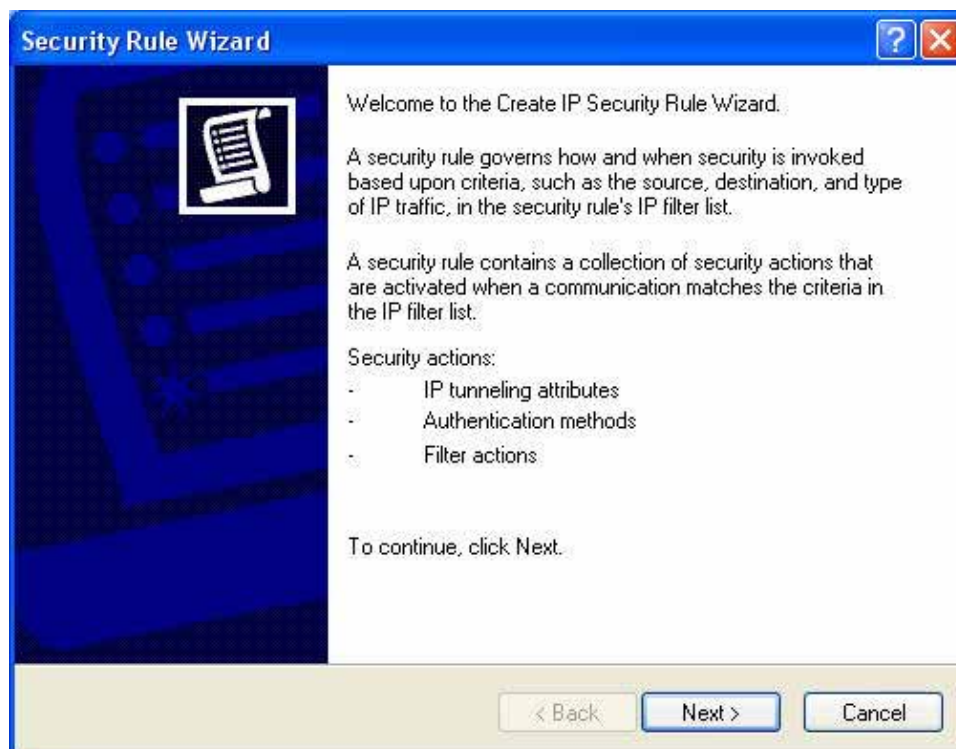 Security Rule Wizard
Welcome to the Create IP Security Rule Wizard.
A security rule governs how and when security is invoked
based upon criteria, such as the source, destination, and type
of IP traffic, in the security rule's IP filter list.
A security rule contains a collection of security actions that
are activated when a communication matches the criteria in
the IP filter list.
Security actions:
- IP tunneling attributes
- Authentication methods
- Filter actions
To continue, click Next.
< Back Next > Cancel